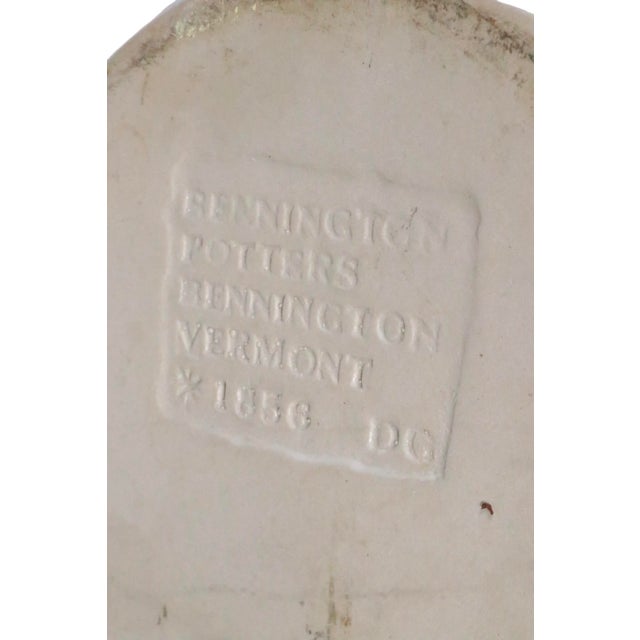 BENNINGTON
POTTERS
BENNINGTON
VERMONT
*1856 DG